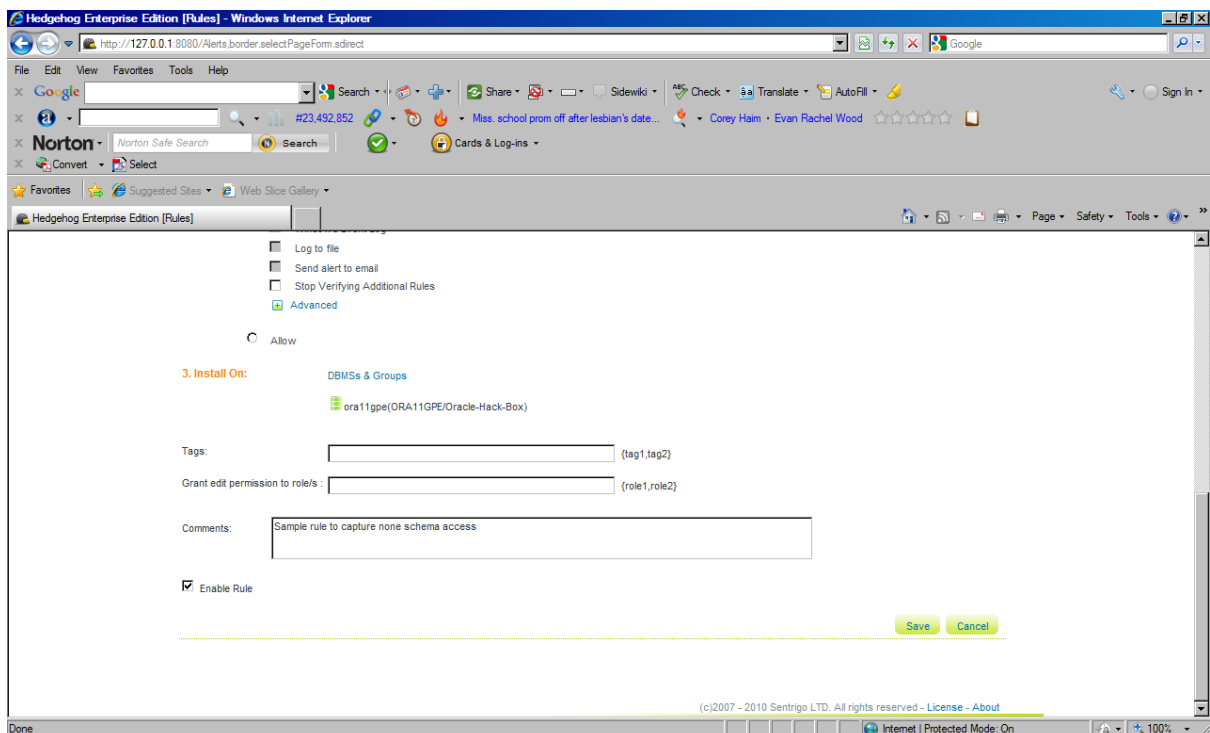 Hedgehog Enterprise Edition [Rules] - Windows Internet Explorer
http://127.0.0.1:8080/Alerts,border.selectPageForm.sdirect
Google
File Edit View Favorites Tools Help
Google Search Share Sidewiki Check Translate AutoFill Sign In
#23,492,852 Miss. school prom off after lesbian's date... Corey Haim • Evan Rachel Wood
Norton Norton Safe Search Search Cards & Log-ins
Convert Select
Favorites Suggested Sites Web Slice Gallery
Hedgehog Enterprise Edition [Rules] Page Safety Tools
Log to file
Send alert to email
Stop Verifying Additional Rules
Advanced
Allow
3. Install On: DBMSs & Groups
ora11gpe(ORA11GPE/Oracle-Hack-Box)
Tags: {tag1,tag2}
Grant edit permission to role/s : {role1,role2}
Comments: Sample rule to capture none schema access
Enable Rule
Save Cancel
(c)2007 - 2010 Sentrigo LTD. All rights reserved - License - About
Done Internet | Protected Mode: On 100%